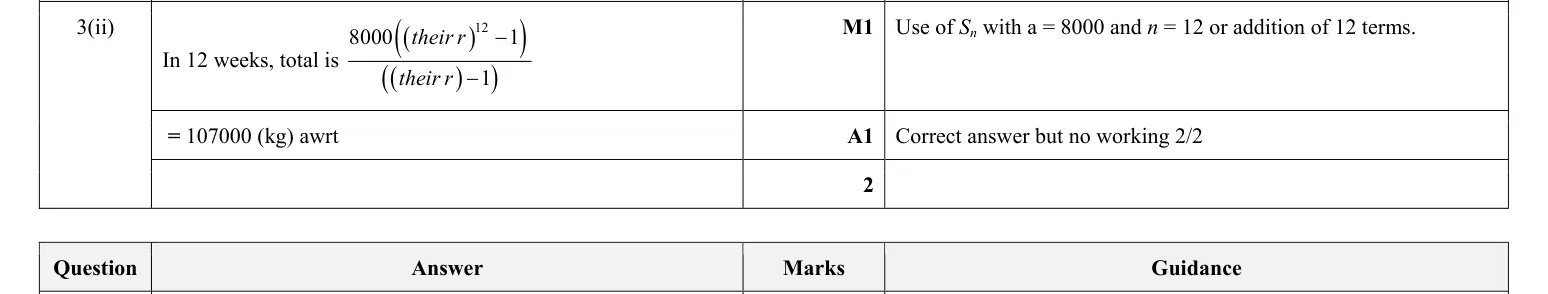 3(ii)
In 12 weeks, total is 8000((their r)^12 − 1) / ((their r) − 1)
M1
Use of Sn with a = 8000 and n = 12 or addition of 12 terms.
= 107000 (kg) awrt
A1
Correct answer but no working 2/2
2
Question Answer Marks Guidance